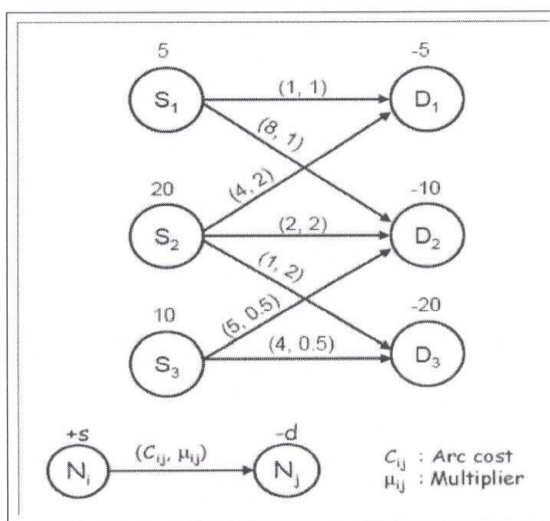 5 -5
S1 (1, 1) D1
(8, 1)
(4, 2)
20 -10
S2 (2, 2) D2
(1, 2)
(5, 0.5)
10 -20
S3 (4, 0.5) D3
+s -d
Ni (Cij, μij) Nj
Cij : Arc cost
μij : Multiplier